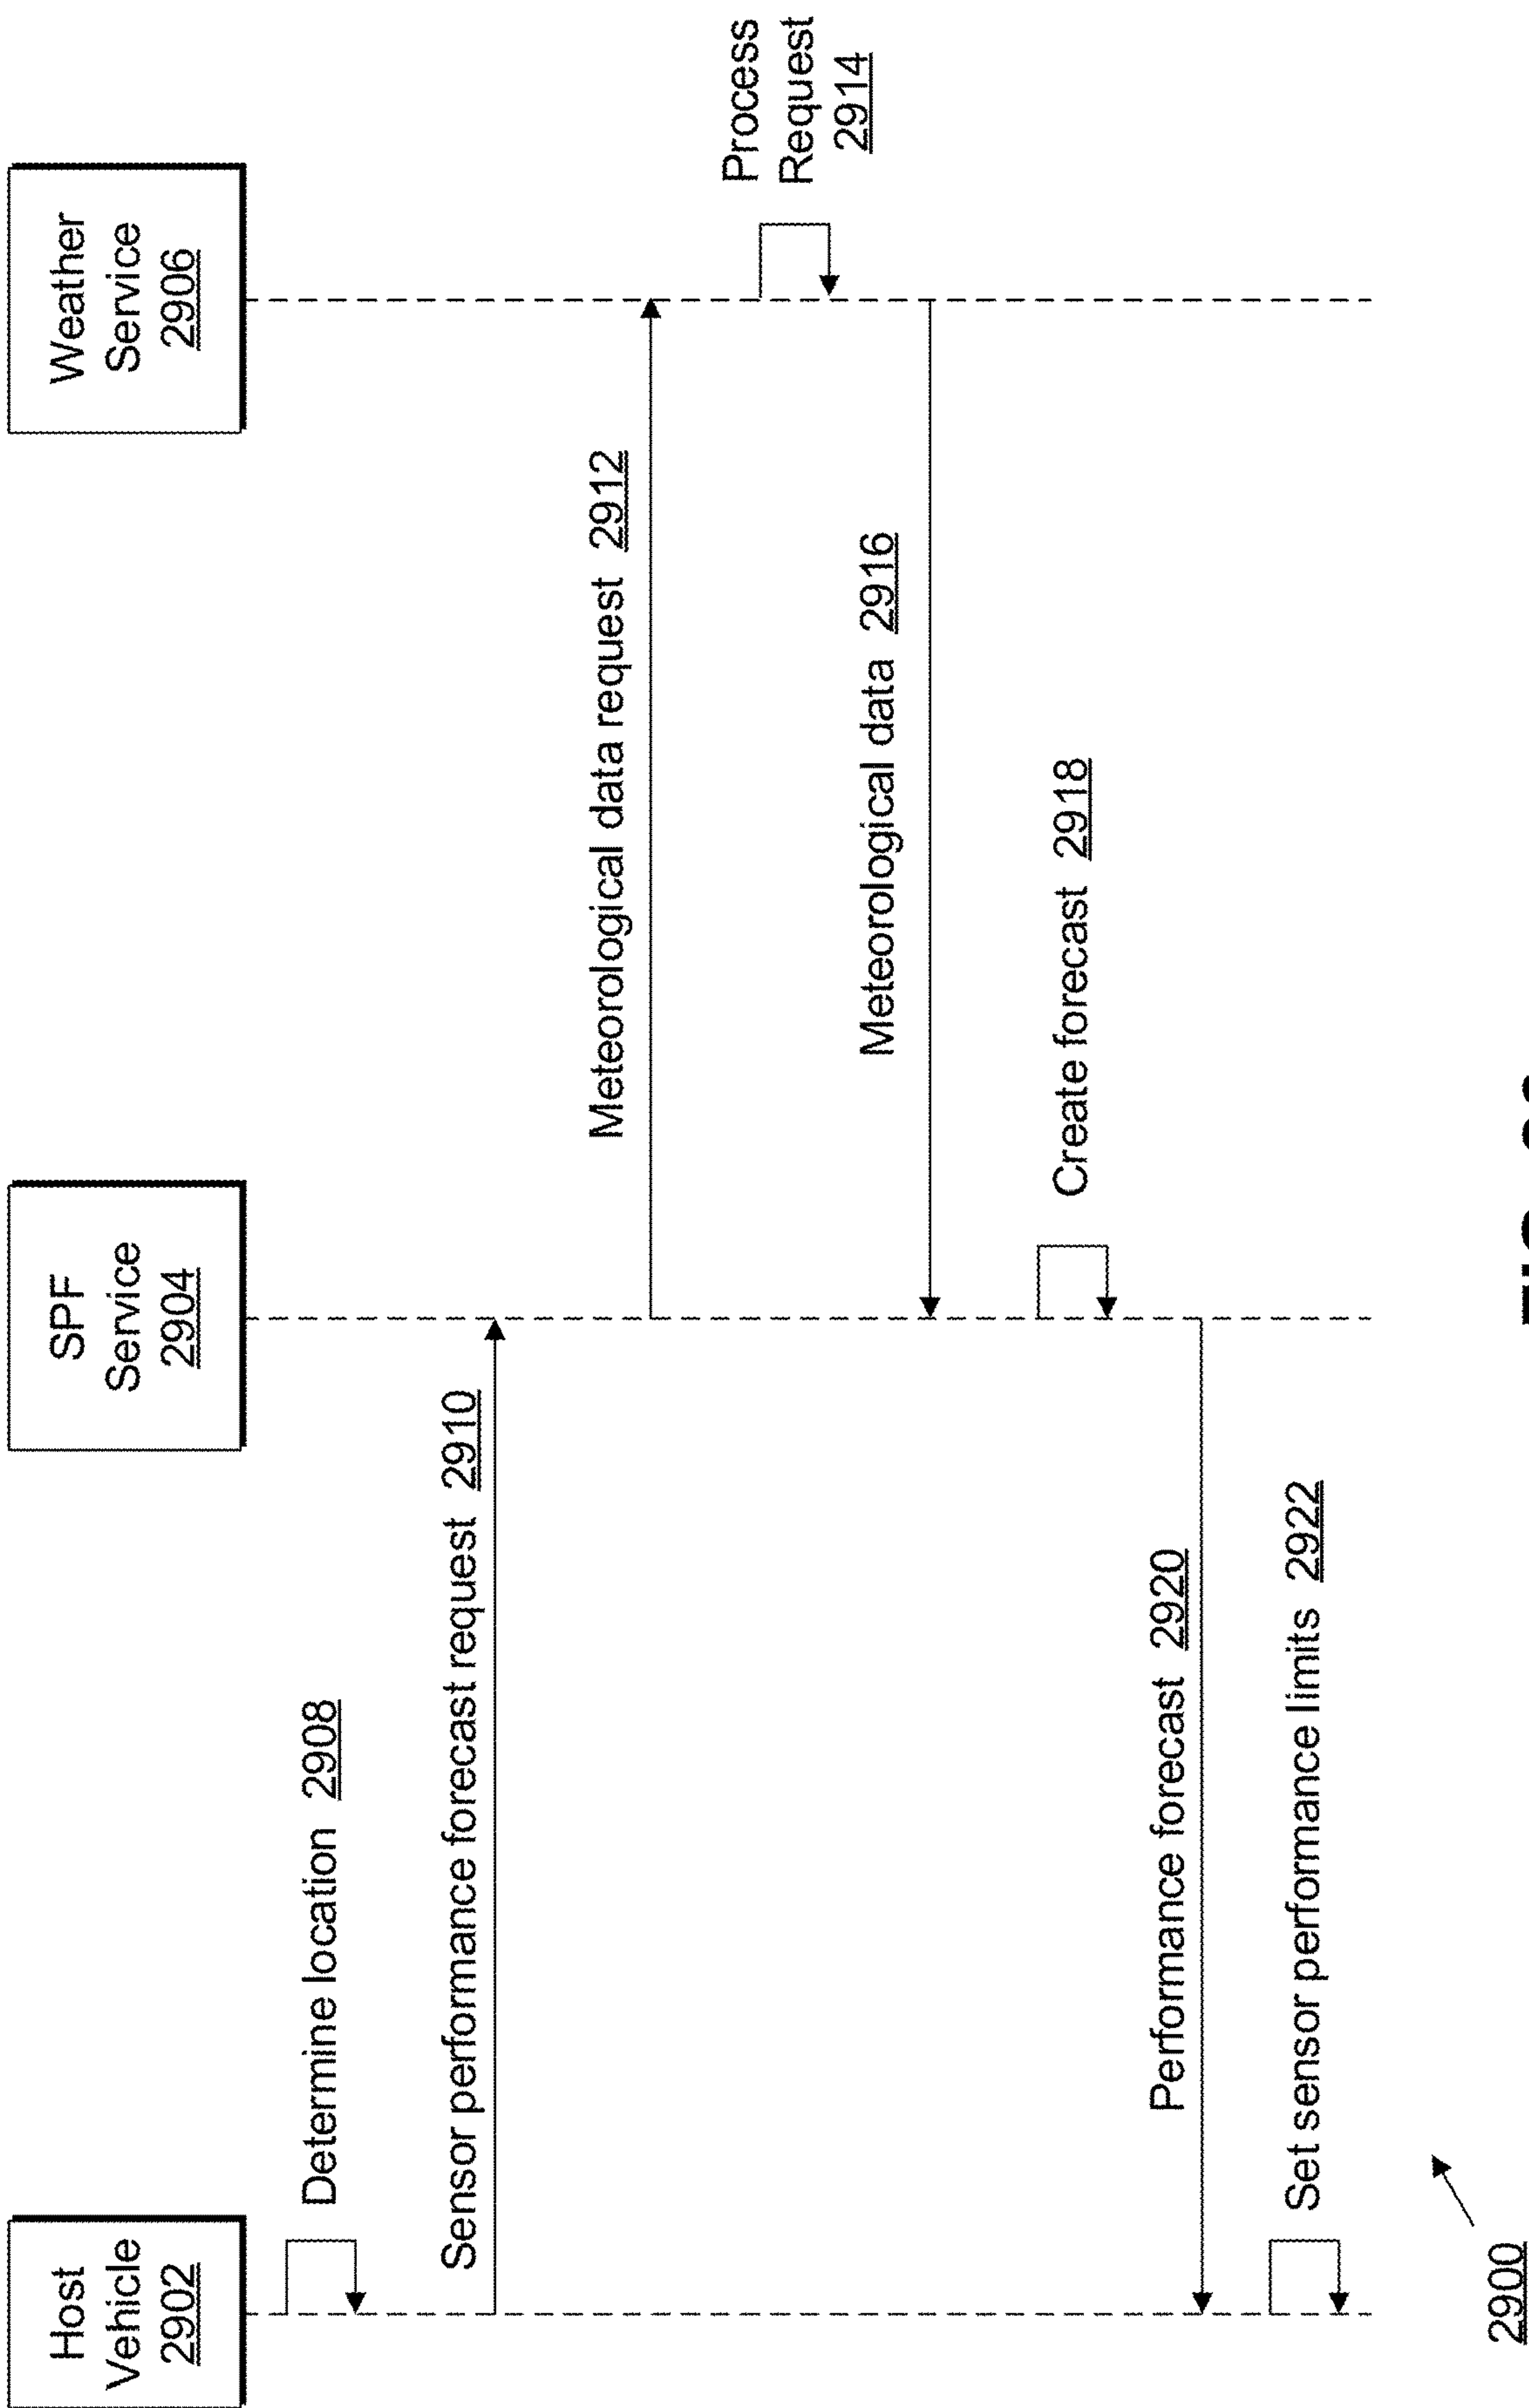 Host
Vehicle
2902
SPF
Service
2904
Weather
Service
2906
Determine location 2908
Sensor performance forecast request 2910
Meteorological data request 2912
Process
Request
2914
Meteorological data 2916
Create forecast 2918
Performance forecast 2920
Set sensor performance limits 2922
2900